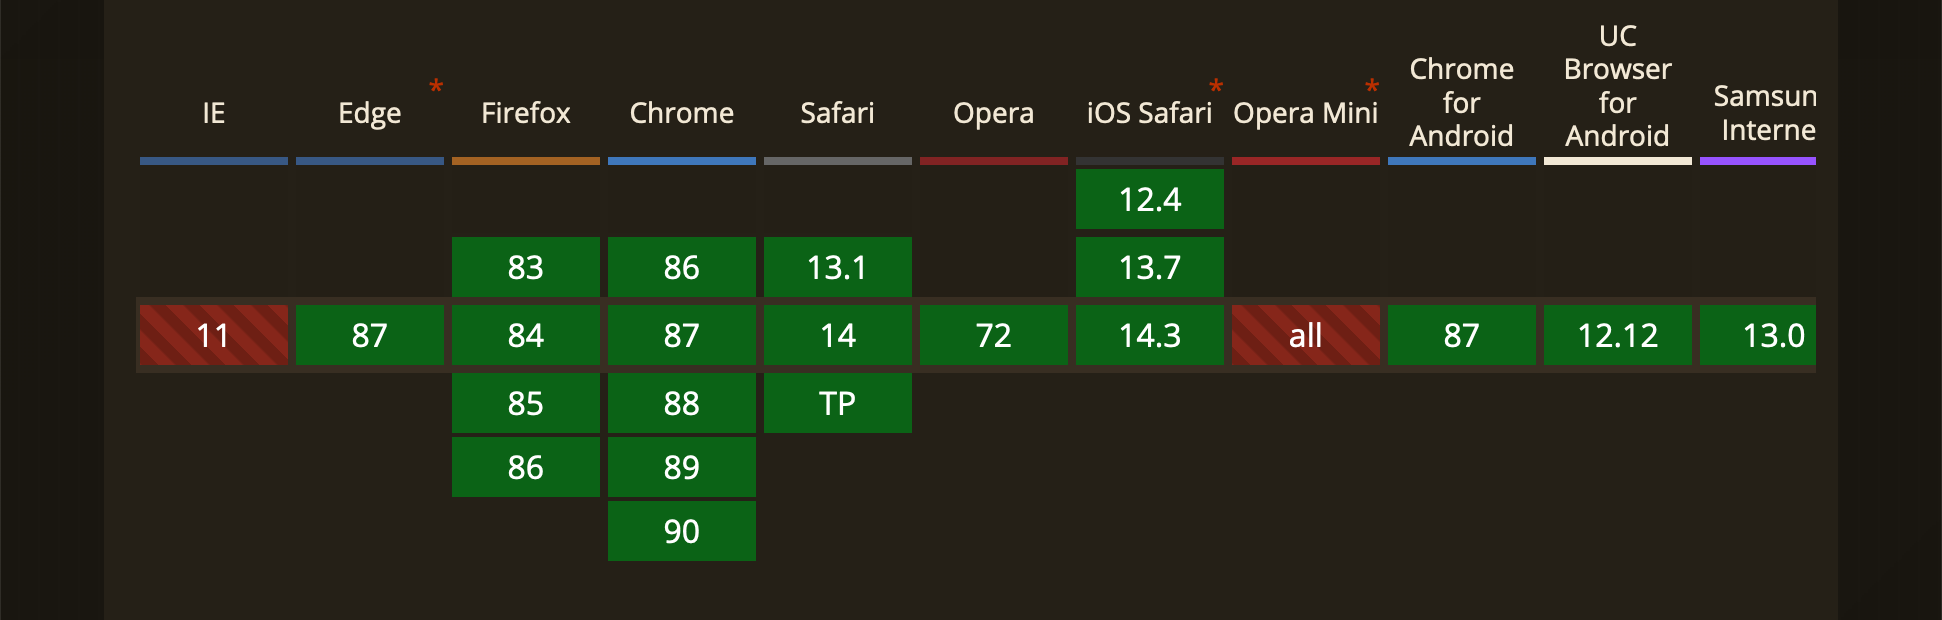 IE
Edge
*
Firefox
Chrome
Safari
Opera
iOS Safari
*
Opera Mini
*
Chrome
for
Android
UC
Browser
for
Android
Samsun
Interne
12.4
83
86
13.1
13.7
11
87
84
87
14
72
14.3
all
87
12.12
13.0
85
88
TP
86
89
90